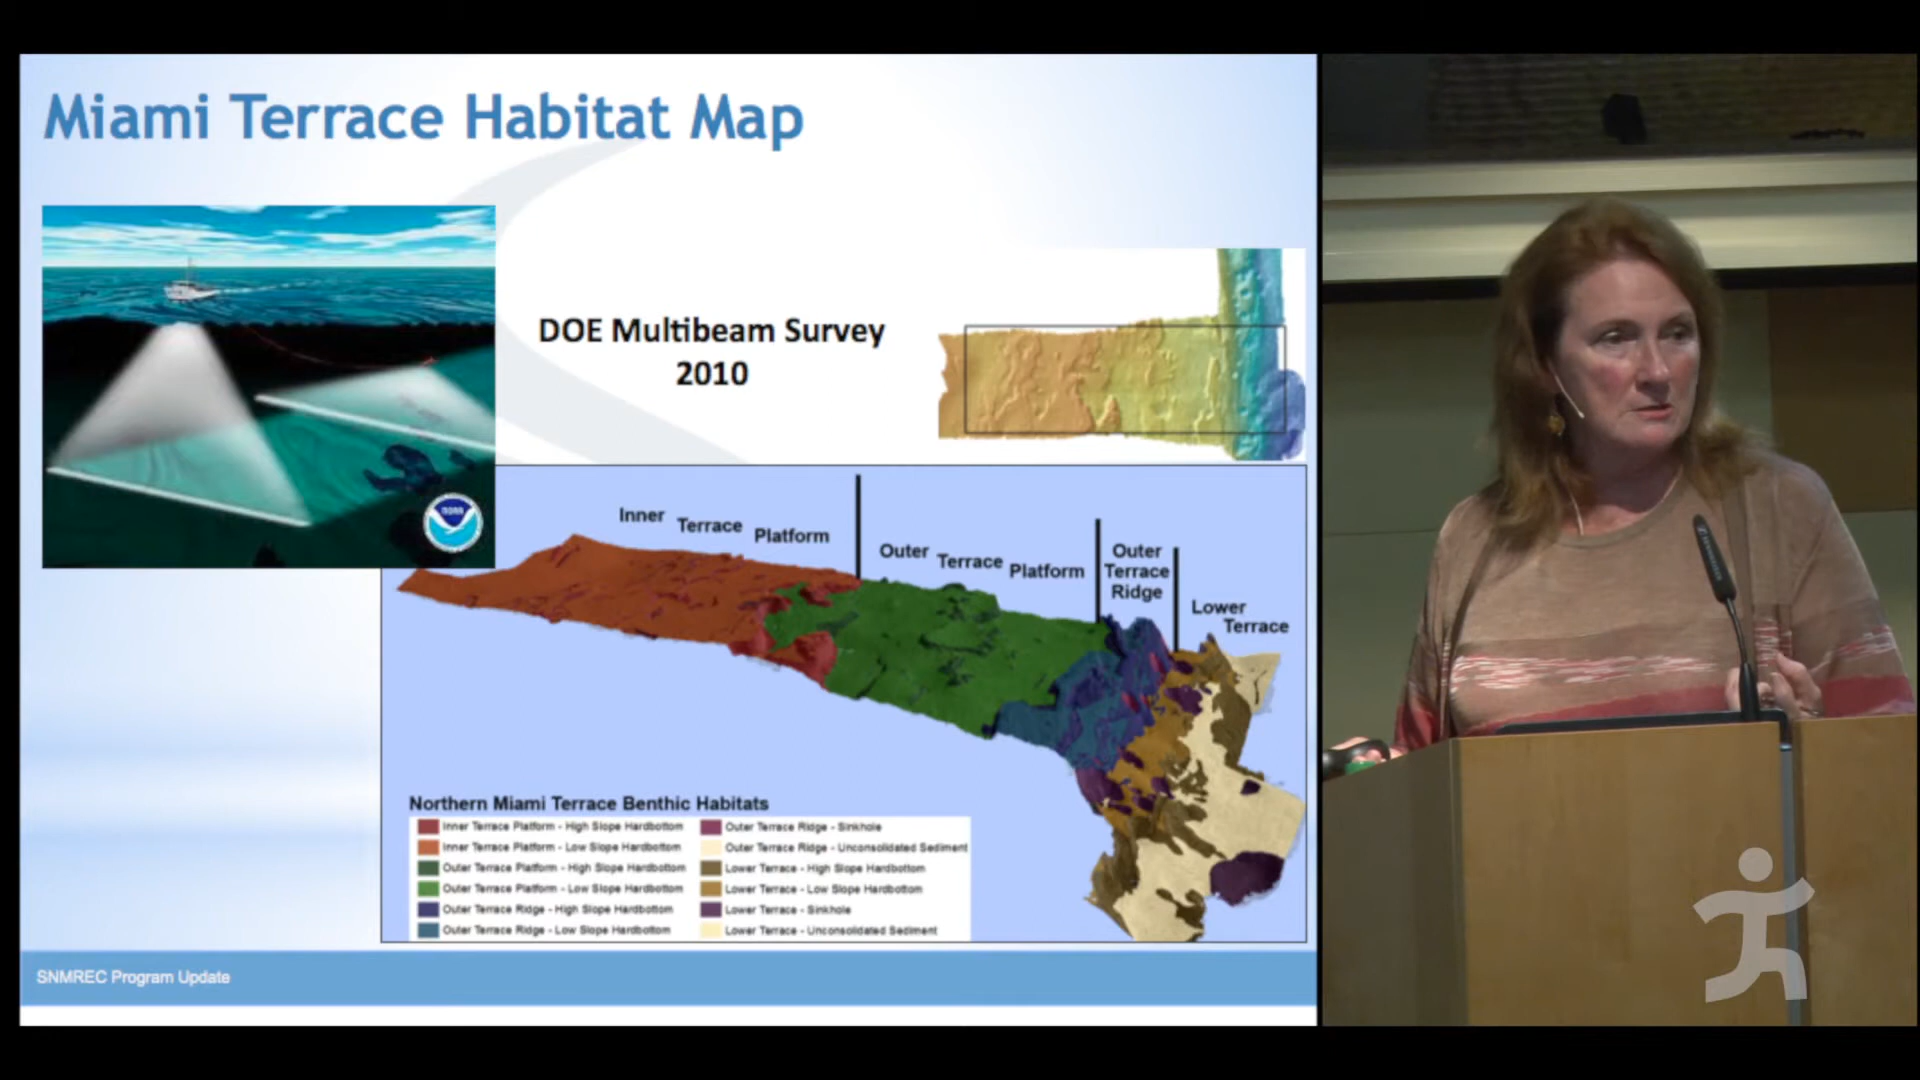 Miami Terrace Habitat Map
DOE Multibeam Survey
2010
NOAA
Inner Terrace Platform
Outer Terrace Platform
Outer
Terrace
Ridge
Lower
Terrace
Northern Miami Terrace Benthic Habitats
Inner Terrace Platform - High Slope Hardbottom
Inner Terrace Platform - Low Slope Hardbottom
Outer Terrace Platform - High Slope Hardbottom
Outer Terrace Platform - Low Slope Hardbottom
Outer Terrace Ridge - High Slope Hardbottom
Outer Terrace Ridge - Low Slope Hardbottom
Outer Terrace Ridge - Sinkhole
Outer Terrace Ridge - Unconsolidated Sediment
Lower Terrace - High Slope Hardbottom
Lower Terrace - Low Slope Hardbottom
Lower Terrace - Sinkhole
Lower Terrace - Unconsolidated Sediment
SNMREC Program Update